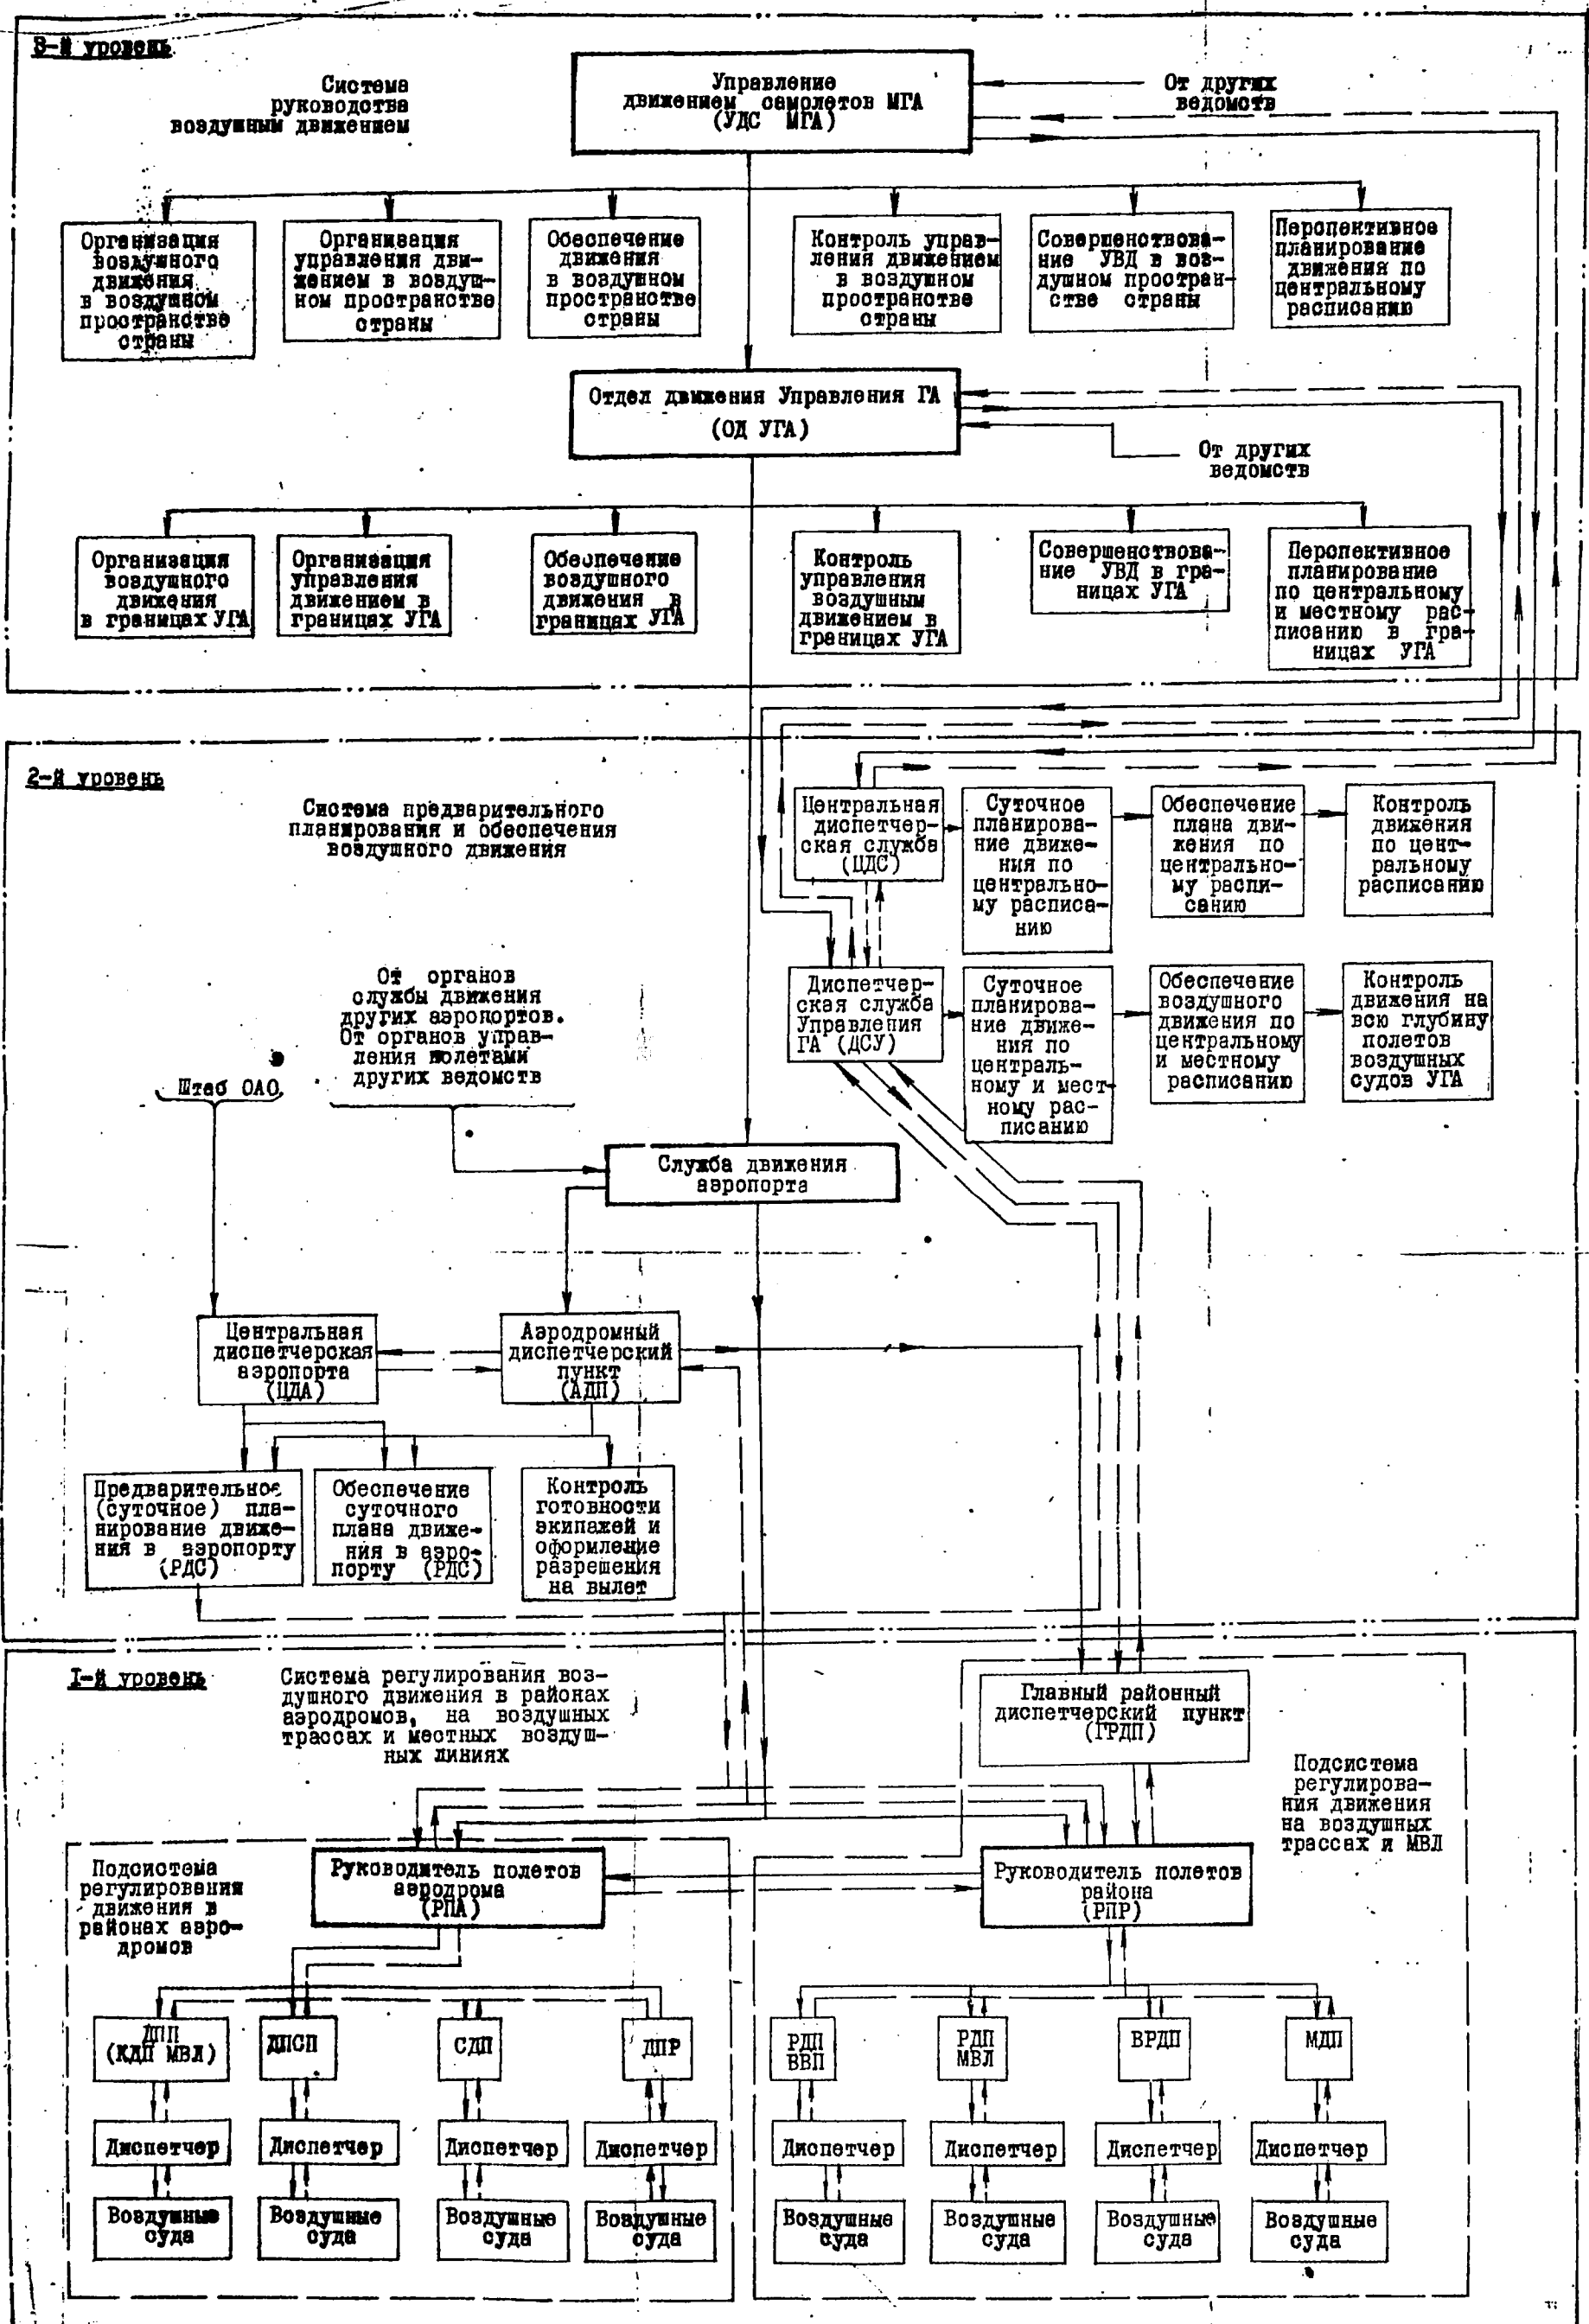 3-й уровень
Система
руководства
воздушным движением
Управление
движением самолетов МГА
(УДС МГА)
От других
ведомств
Организация
воздушного
движения
в воздушном
пространстве
страны
Организация
управления дви-
жением в воздуш-
ном пространстве
страны
Обеспечение
движения
в воздушном
пространстве
страны
Контроль управ-
ления движением
в воздушном
пространстве
страны
Совершенствова-
ние УВД в воз-
душном простран-
стве страны
Перспективное
планирование
движения по
центральному
расписанию
Отдел движения Управления ГА
(ОД УГА)
От других
ведомств
Организация
воздушного
движения
в границах УГА
Организация
управления
движением в
границах УГА
Обеспечение
воздушного
движения в
границах УГА
Контроль
управления
воздушным
движением в
границах УГА
Совершенствова-
ние УВД в гра-
ницах УГА
Перспективное
планирование
по центральному
и местному рас-
писанию в гра-
ницах УГА
2-й уровень
Система предварительного
планирования и обеспечения
воздушного движения
Центральная
диспетчер-
ская служба
(ЦДС)
Суточное
планирова-
ние движе-
ния по
центрально-
му расписа-
нию
Обеспечение
плана дви-
жения по
центрально-
му распи-
санию
Контроль
движения
по цент-
ральному
расписанию
Диспетчер-
ская служба
Управления
ГА (ДСУ)
Суточное
планирова-
ние движе-
ния по
централь-
ному и мест-
ному рас-
писанию
Обеспечение
воздушного
движения по
центральному
и местному
расписанию
Контроль
движения на
всю глубину
полетов
воздушных
судов УГА
От органов
службы движения
других аэропортов.
От органов управ-
ления полетами
других ведомств
Штаб ОАО
Служба движения
аэропорта
Центральная
диспетчерская
аэропорта
(ЦДА)
Аэродромный
диспетчерский
пункт
(АДП)
Предварительное
(суточное) пла-
нирование движе-
ния в аэропорту
(РДС)
Обеспечение
суточного
плана движе-
ния в аэро-
порту (РДС)
Контроль
готовности
экипажей и
оформление
разрешения
на вылет
I-й уровень
Система регулирования воз-
душного движения в районах
аэродромов, на воздушных
трассах и местных воздуш-
ных линиях
Главный районный
диспетчерский пункт
(ГРДП)
Подсистема
регулирова-
ния движения
на воздушных
трассах и МВЛ
Подсистема
регулирования
движения в
районах аэро-
дромов
Руководитель полетов
аэродрома
(РПА)
Руководитель полетов
района
(РПР)
ДПП
(КДП МВЛ)
ДПСП
СДП
ДПР
РДП
ВВП
РДП
МВЛ
ВРДП
МДП
Диспетчер
Диспетчер
Диспетчер
Диспетчер
Диспетчер
Диспетчер
Диспетчер
Диспетчер
Воздушные
суда
Воздушные
суда
Воздушные
суда
Воздушные
суда
Воздушные
суда
Воздушные
суда
Воздушные
суда
Воздушные
суда